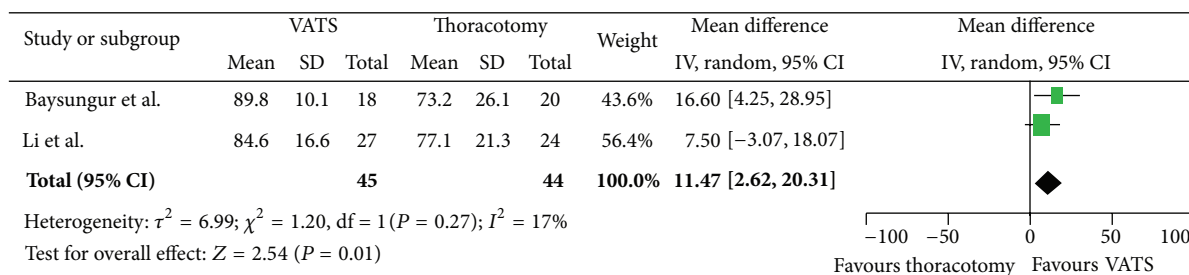 Study or subgroup VATS Thoracotomy Weight Mean difference Mean difference
Mean SD Total Mean SD Total IV, random, 95% CI IV, random, 95% CI
Baysungur et al. 89.8 10.1 18 73.2 26.1 20 43.6% 16.60 [4.25, 28.95]
Li et al. 84.6 16.6 27 77.1 21.3 24 56.4% 7.50 [−3.07, 18.07]
Total (95% CI) 45 44 100.0% 11.47 [2.62, 20.31]
Heterogeneity: τ² = 6.99; χ² = 1.20, df = 1 (P = 0.27); I² = 17%
Test for overall effect: Z = 2.54 (P = 0.01)
−100 −50 0 50 100
Favours thoracotomy Favours VATS